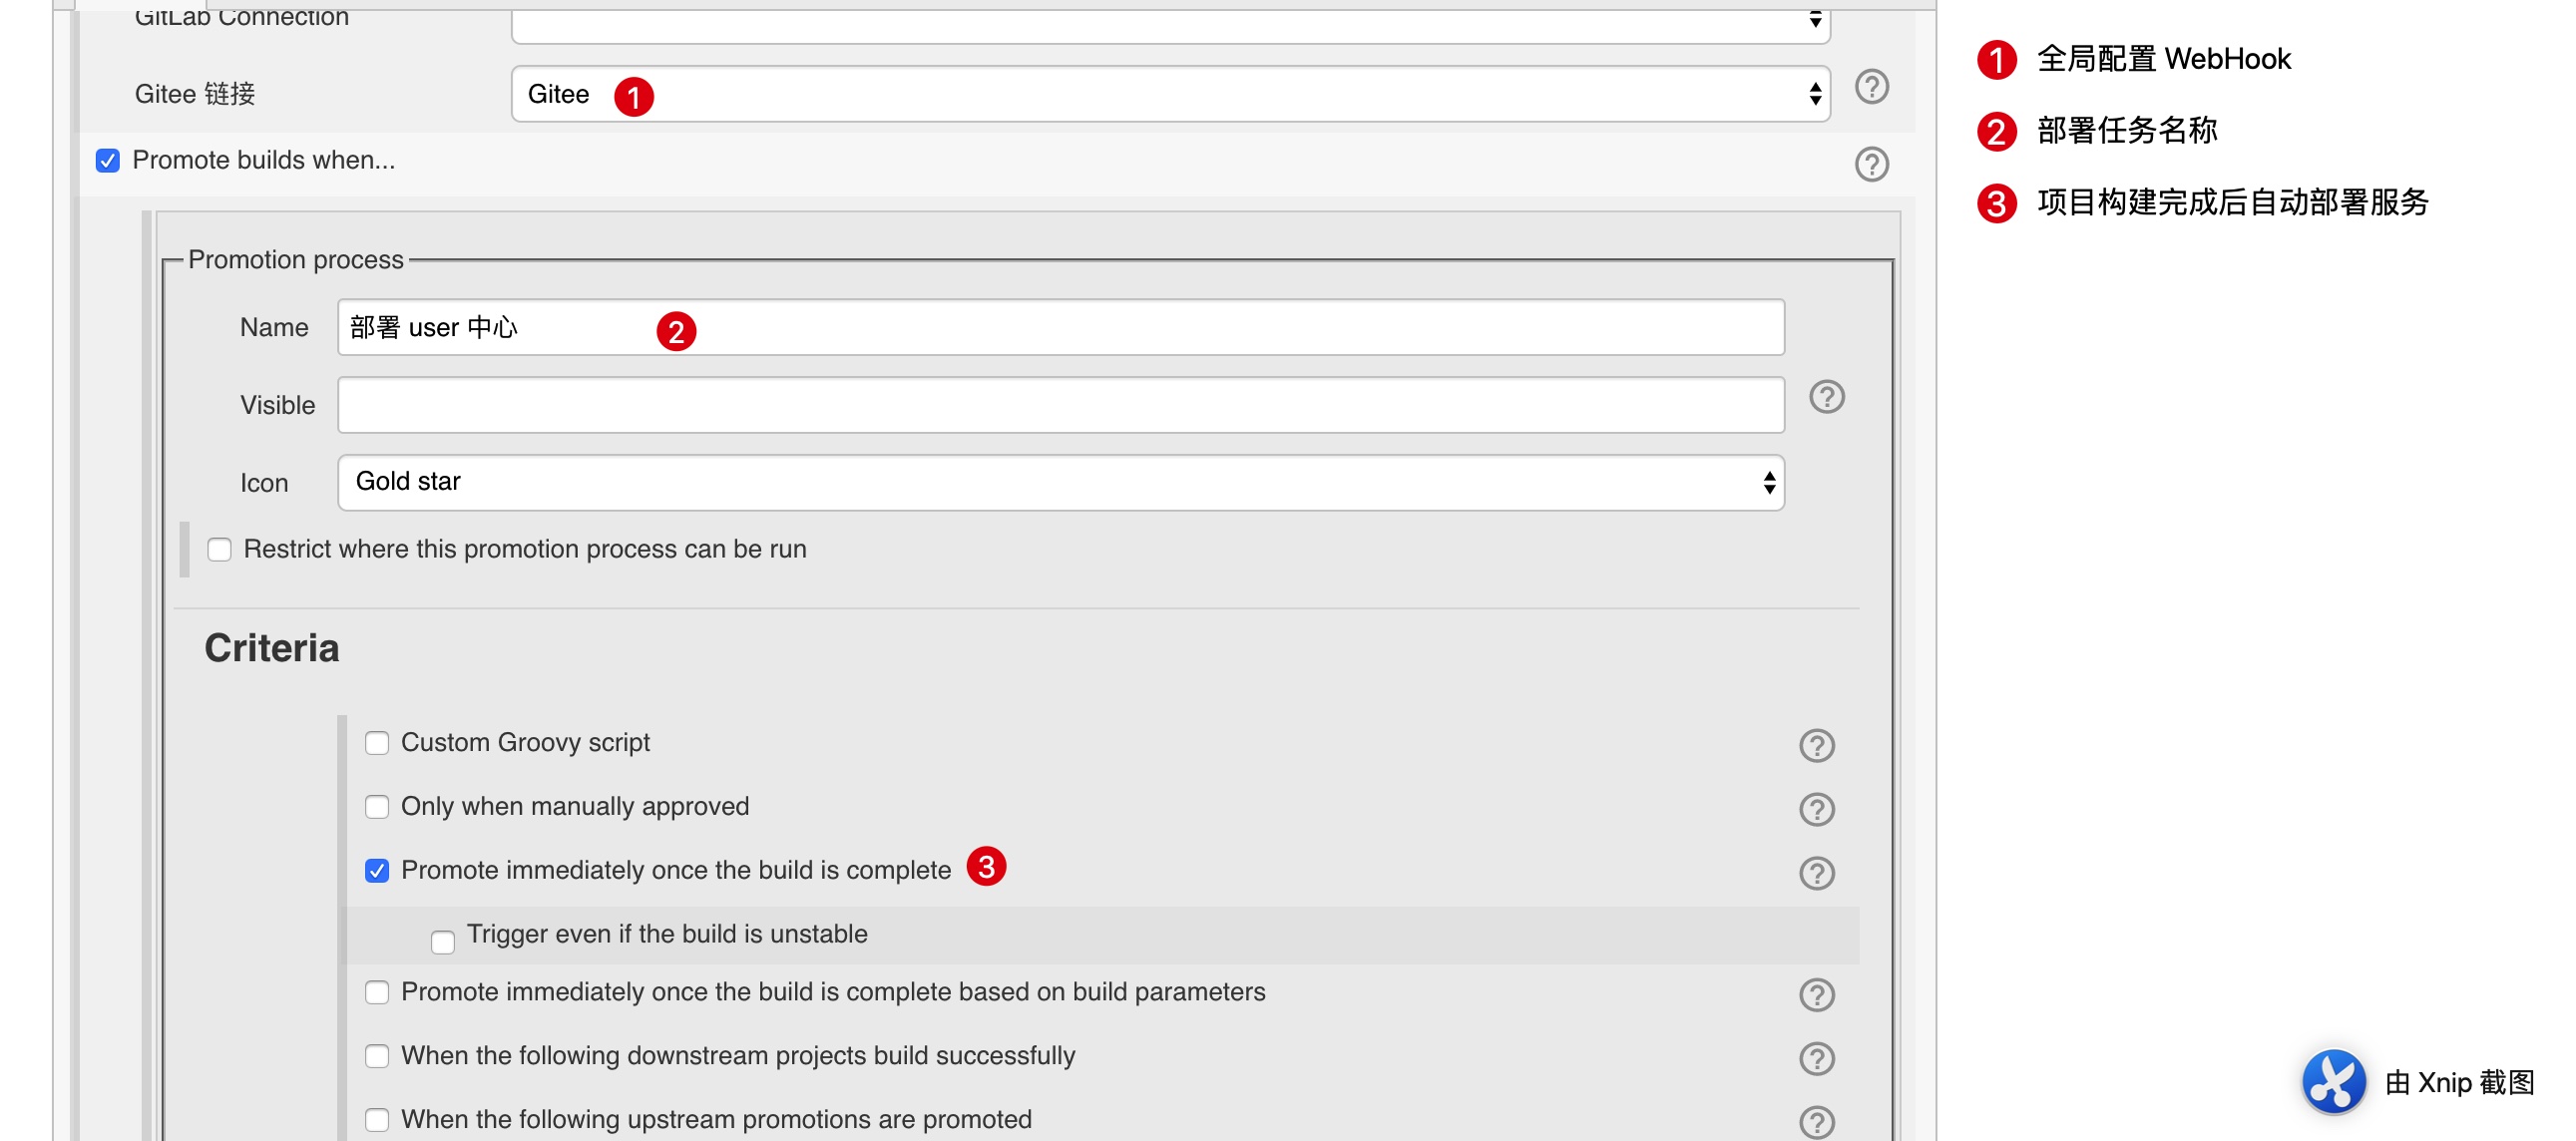 GitLab Connection
Gitee 链接
Gitee
1
Promote builds when...
Promotion process
Name
部署 user 中心
2
Visible
Icon
Gold star
Restrict where this promotion process can be run
Criteria
Custom Groovy script
Only when manually approved
Promote immediately once the build is complete
3
Trigger even if the build is unstable
Promote immediately once the build is complete based on build parameters
When the following downstream projects build successfully
When the following upstream promotions are promoted
1 全局配置 WebHook
2 部署任务名称
3 项目构建完成后自动部署服务
由 Xnip 截图